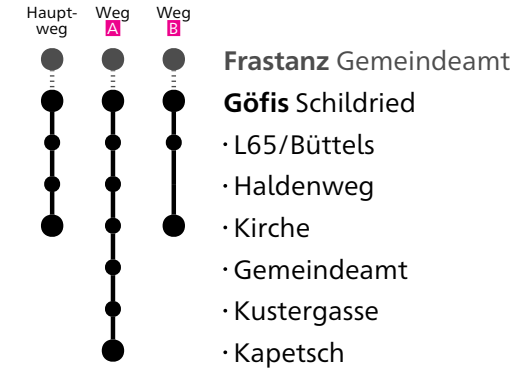 Haupt- Weg Weg
weg A B
Frastanz Gemeindeamt
Göfis Schildried
· L65/Büttels
· Haldenweg
· Kirche
· Gemeindeamt
· Kustergasse
· Kapetsch